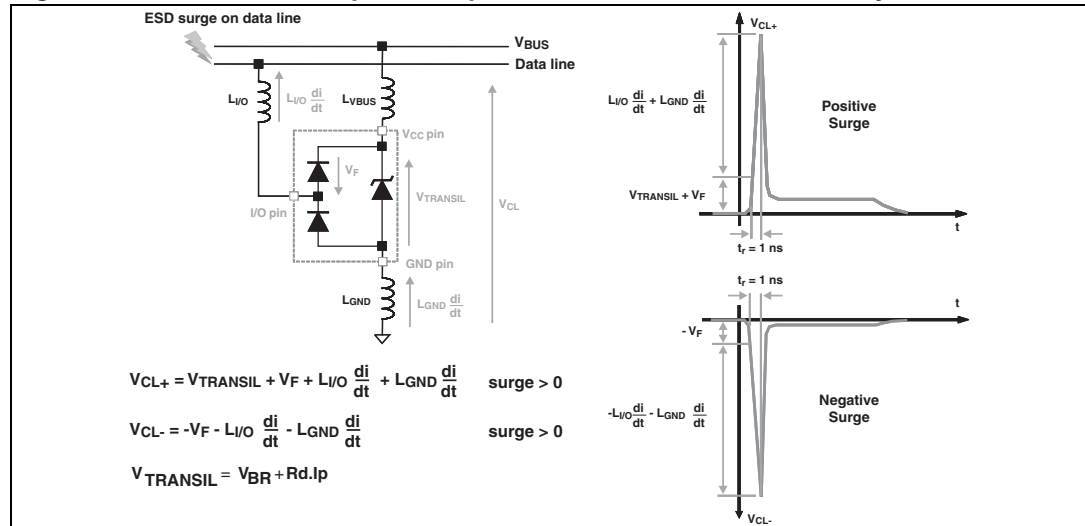 ESD surge on data line
VBUS
Data line
LI/O
LI/O di/dt
LVBUS
VCC pin
VF
VTRANSIL
VCL
I/O pin
GND pin
LGND
LGND di/dt
VCL+ = VTRANSIL + VF + LI/O di/dt + LGND di/dt surge > 0
VCL- = -VF - LI/O di/dt - LGND di/dt surge > 0
VTRANSIL = VBR + Rd.Ip
VCL+
LI/O di/dt + LGND di/dt
Positive
Surge
VTRANSIL + VF
t
tr = 1 ns
tr = 1 ns
t
- VF
-LI/O di/dt - LGND di/dt
Negative
Surge
VCL-